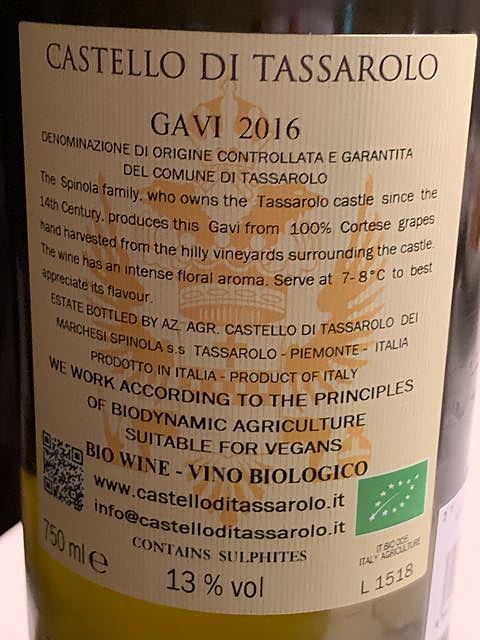 CASTELLO DI TASSAROLO
GAVI 2016
DENOMINAZIONE DI ORIGINE CONTROLLATA E GARANTITA
DEL COMUNE DI TASSAROLO
The Spinola family, who owns the Tassarolo castle since the
14th Century, produces this Gavi from 100% Cortese grapes
hand harvested from the hilly vineyards surrounding the castle.
The wine has an intense floral aroma. Serve at 7-8°C to best
appreciate its flavour.
ESTATE BOTTLED BY AZ. AGR. CASTELLO DI TASSAROLO DEI
MARCHESI SPINOLA s.s TASSAROLO - PIEMONTE - ITALIA
PRODOTTO IN ITALIA - PRODUCT OF ITALY
WE WORK ACCORDING TO THE PRINCIPLES
OF BIODYNAMIC AGRICULTURE
SUITABLE FOR VEGANS
BIO WINE - VINO BIOLOGICO
www.castelloditassarolo.it
info@castelloditassarolo.it
750 ml e
CONTAINS SULPHITES
13 % vol
IT BIO
ITALY AGRICULTURE
L 1518